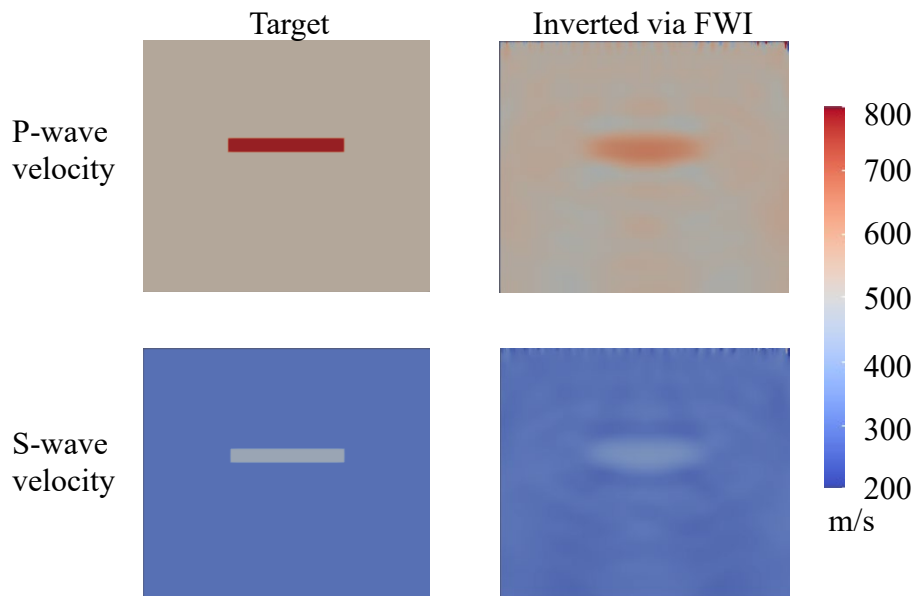 Target
Inverted via FWI
P-wave
velocity
S-wave
velocity
800
700
600
500
400
300
200
m/s